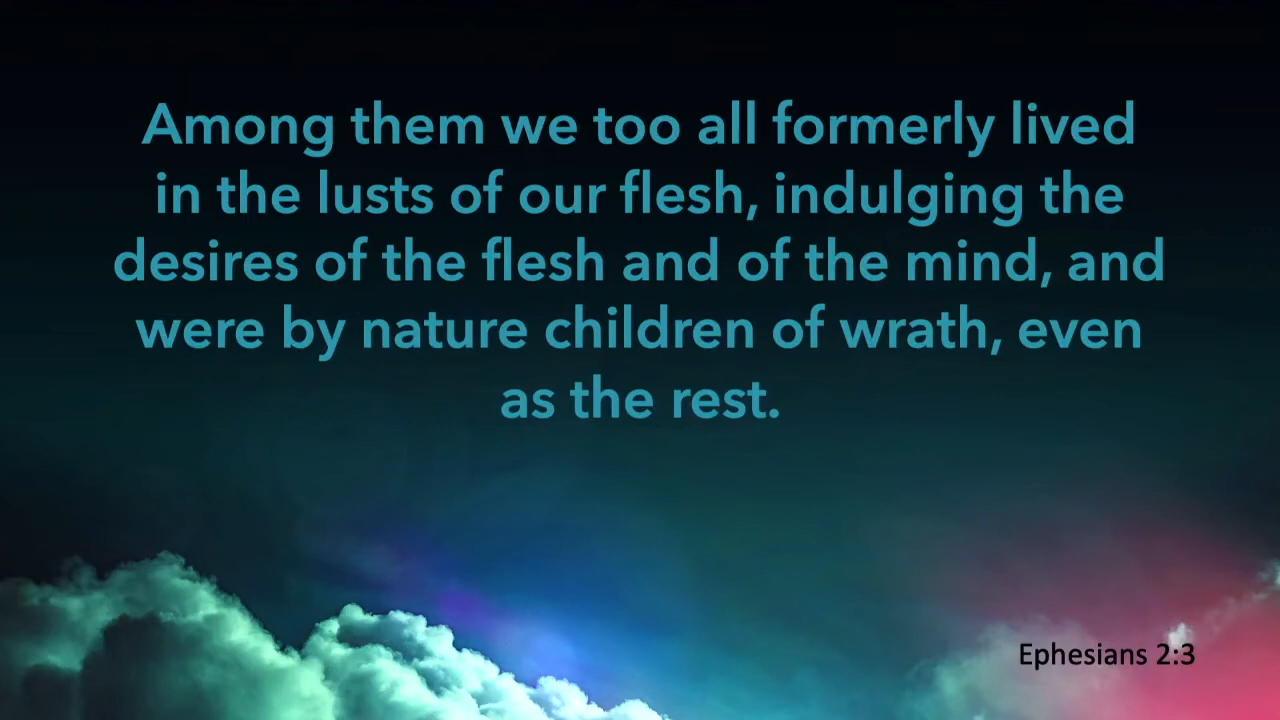 Among them we too all formerly lived
in the lusts of our flesh, indulging the
desires of the flesh and of the mind, and
were by nature children of wrath, even
as the rest.
Ephesians 2:3